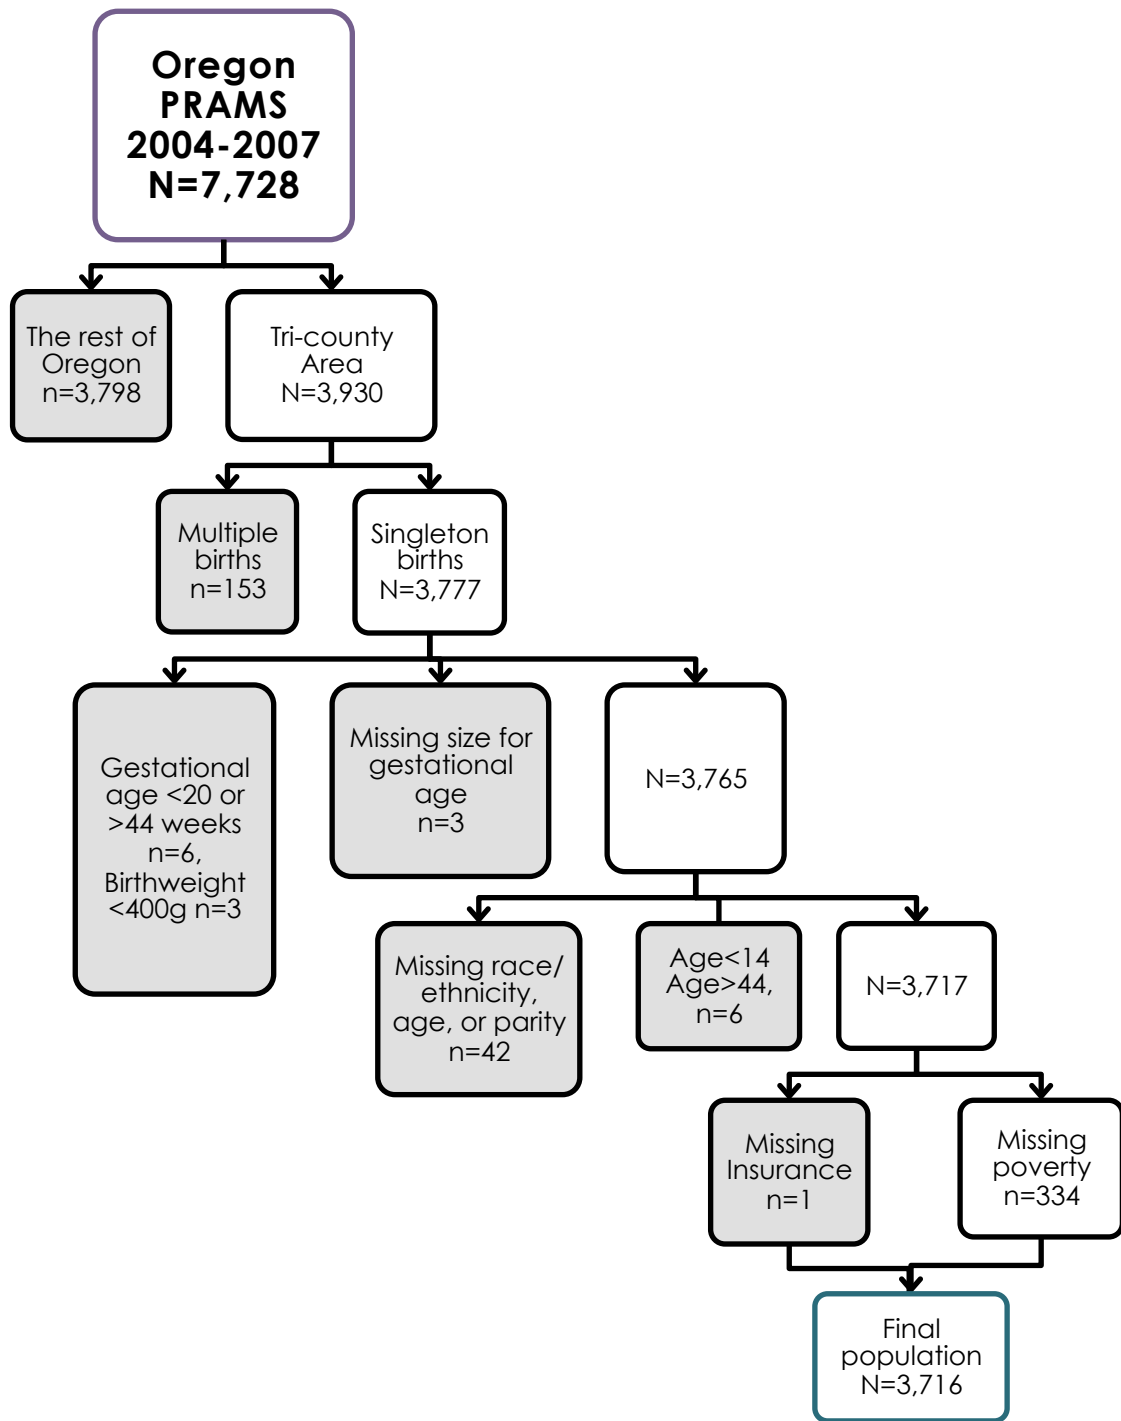 Oregon
PRAMS
2004-2007
N=7,728
The rest of
Oregon
n=3,798
Tri-county
Area
N=3,930
Multiple
births
n=153
Singleton
births
N=3,777
Gestational
age <20 or
>44 weeks
n=6,
Birthweight
<400g n=3
Missing size for
gestational
age
n=3
N=3,765
Missing race/
ethnicity,
age, or parity
n=42
Age<14
Age>44,
n=6
N=3,717
Missing
Insurance
n=1
Missing
poverty
n=334
Final
population
N=3,716